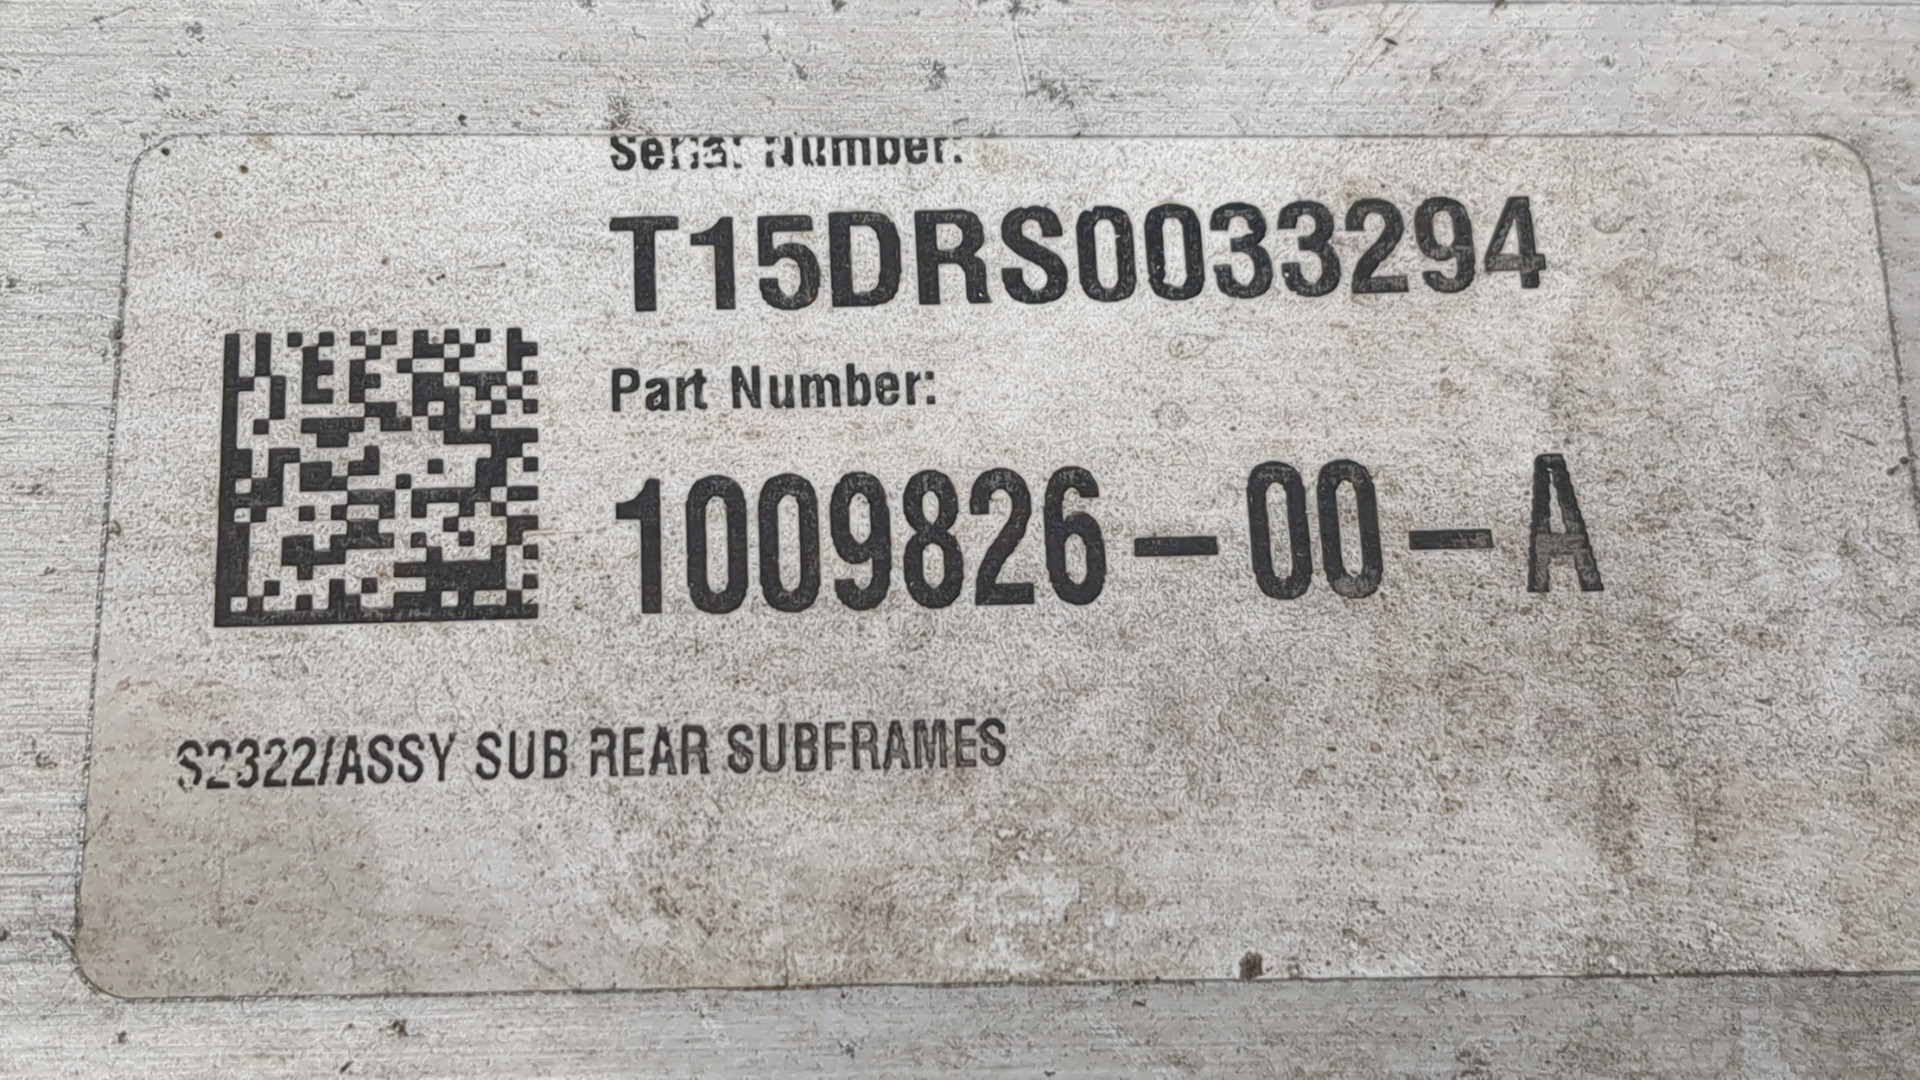 Serial Number:
T15DRS0033294
Part Number:
1009826-00-A
S2322/ASSY SUB REAR SUBFRAMES